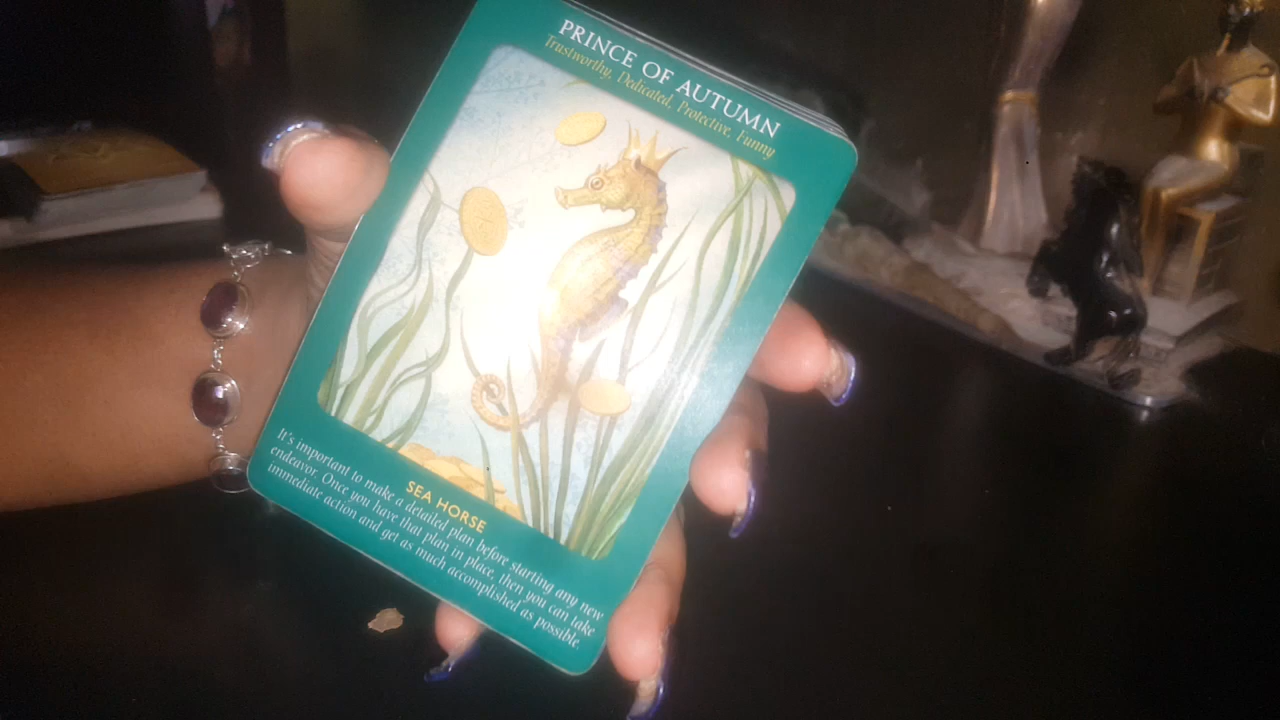 PRINCE OF AUTUMN
Trustworthy, Dedicated, Protective, Funny
SEA HORSE
It's important to make a detailed plan before starting any new
endeavor. Once you have that plan in place, then you can take
immediate action and get as much accomplished as possible.